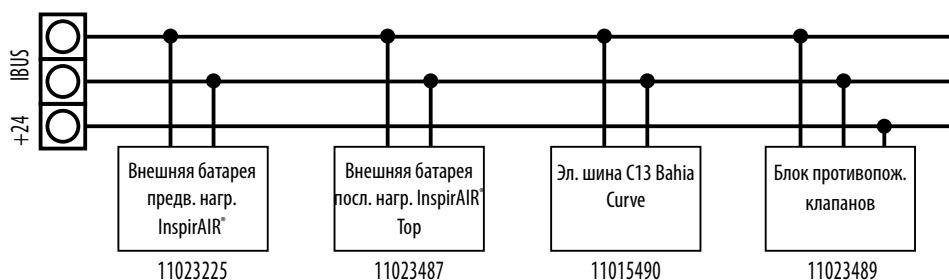 IBUS
+24
Внешняя батарея
предв. нагр.
InspirAIR®
Внешняя батарея
посл. нагр. InspirAIR®
Top
Эл. шина C13 Bahia
Curve
Блок противопож.
клапанов
11023225
11023487
11015490
11023489